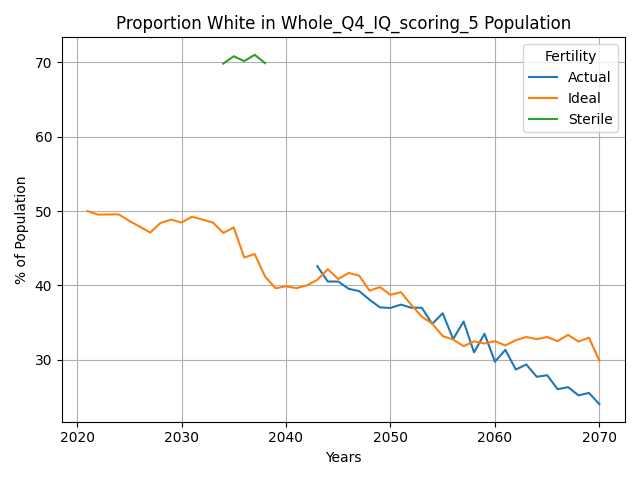 Proportion White in Whole_Q4_IQ_scoring_5 Population
Fertility
Actual
Ideal
Sterile
% of Population
70
60
50
40
30
2020 2030 2040 2050 2060 2070
Years